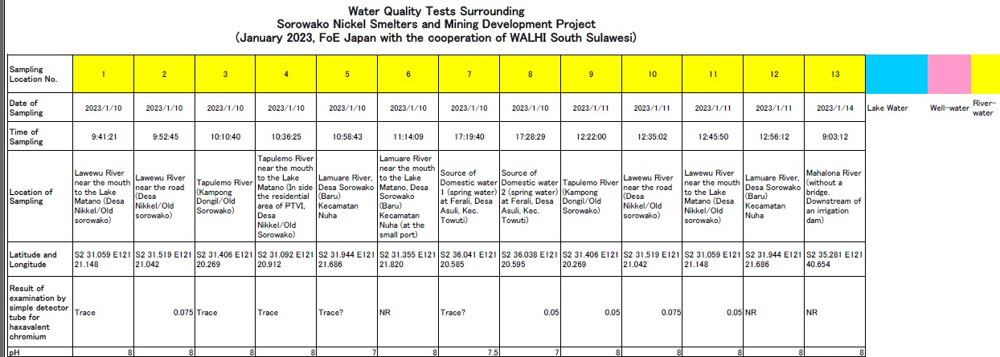 Water Quality Tests Surrounding
Sorowako Nickel Smelters and Mining Development Project
(January 2023, FoE Japan with the cooperation of WALHI South Sulawesi)
Sampling
Location No.
1
2
3
4
5
6
7
8
9
10
11
12
13
Date of
Sampling
2023/1/10
2023/1/10
2023/1/10
2023/1/10
2023/1/10
2023/1/10
2023/1/10
2023/1/10
2023/1/11
2023/1/11
2023/1/11
2023/1/11
2023/1/14
Lake Water
Well-water
River-
water
Time of
Sampling
9:41:21
9:52:45
10:10:40
10:36:25
10:58:43
11:14:09
17:19:40
17:28:29
12:22:00
12:35:02
12:45:50
12:56:12
9:03:12
Location of
Sampling
Lawewu River
near the mouth
to the Lake
Matano (Desa
Nikkel/Old
sorowako)
Lawewu River
near the road
(Desa
Nikkel/Old
sorowako)
Tapulemo River
(Kampong
Dongil/Old
Sorowako)
Tapulemo River
near the mouth
to the Lake
Matano (In side
the residential
area of PTVI,
Desa
Nikkel/Old
Sorowako)
Lamuare River,
Desa Sorowako
(Baru)
Kecamatan
Nuha
Lamuare River
near the mouth
to the Lake
Matano, Desa
Sorowako
(Baru)
Kecamatan
Nuha (at the
small port)
Source of
Domestic water
1 (spring water)
at Ferali, Desa
Asuli, Kec.
Towuti)
Source of
Domestic water
2 (spring water)
at Ferali, Desa
Asuli, Kec.
Towuti)
Tapulemo River
(Kampong
Dongil/Old
Sorowako)
Lawewu River
near the road
(Desa
Nikkel/Old
sorowako)
Lawewu River
near the mouth
to the Lake
Matano (Desa
Nikkel/Old
sorowako)
Lamuare River,
Desa Sorowako
(Baru)
Kecamatan
Nuha
Mahalona River
(without a
bridge.
Downstream of
an irrigation
dam)
Latitude and
Longitude
S2 31.059 E121
21.148
S2 31.519 E121
21.042
S2 31.406 E121
20.269
S2 31.092 E121
20.912
S2 31.944 E121
21.686
S2 31.355 E121
21.820
S2 36.041 E121
20.585
S2 36.038 E121
20.595
S2 31.406 E121
20.269
S2 31.519 E121
21.042
S2 31.059 E121
21.148
S2 31.944 E121
21.686
S2 35.281 E121
40.654
Result of
examination by
simple detector
tube for
haxavalent
chromium
Trace
0.075
Trace
Trace
Trace?
NR
Trace?
0.05
0.05
0.075
0.05
NR
NR
pH
8
8
8
8
7
8
7.5
7
8
8
8
8
8